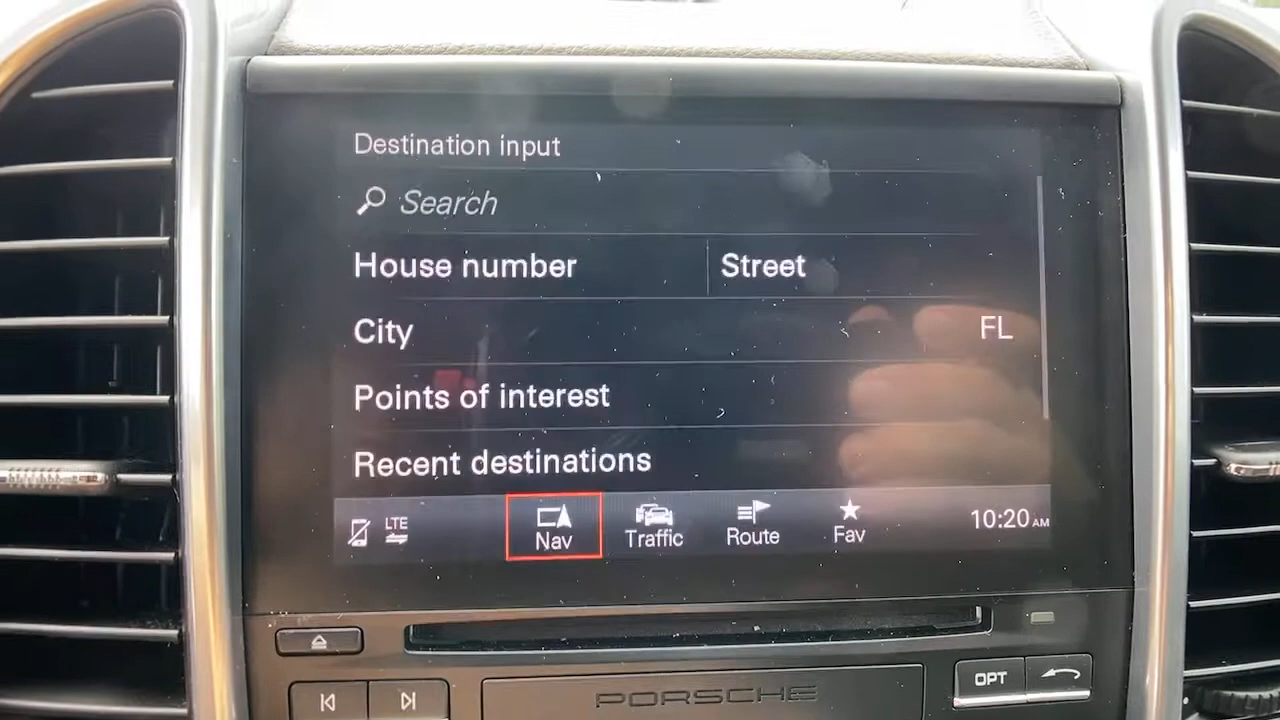 Destination input
Search
House number Street
City FL
Points of interest
Recent destinations
LTE Nav Traffic Route Fav 10:20 AM
OPT
PORSCHE